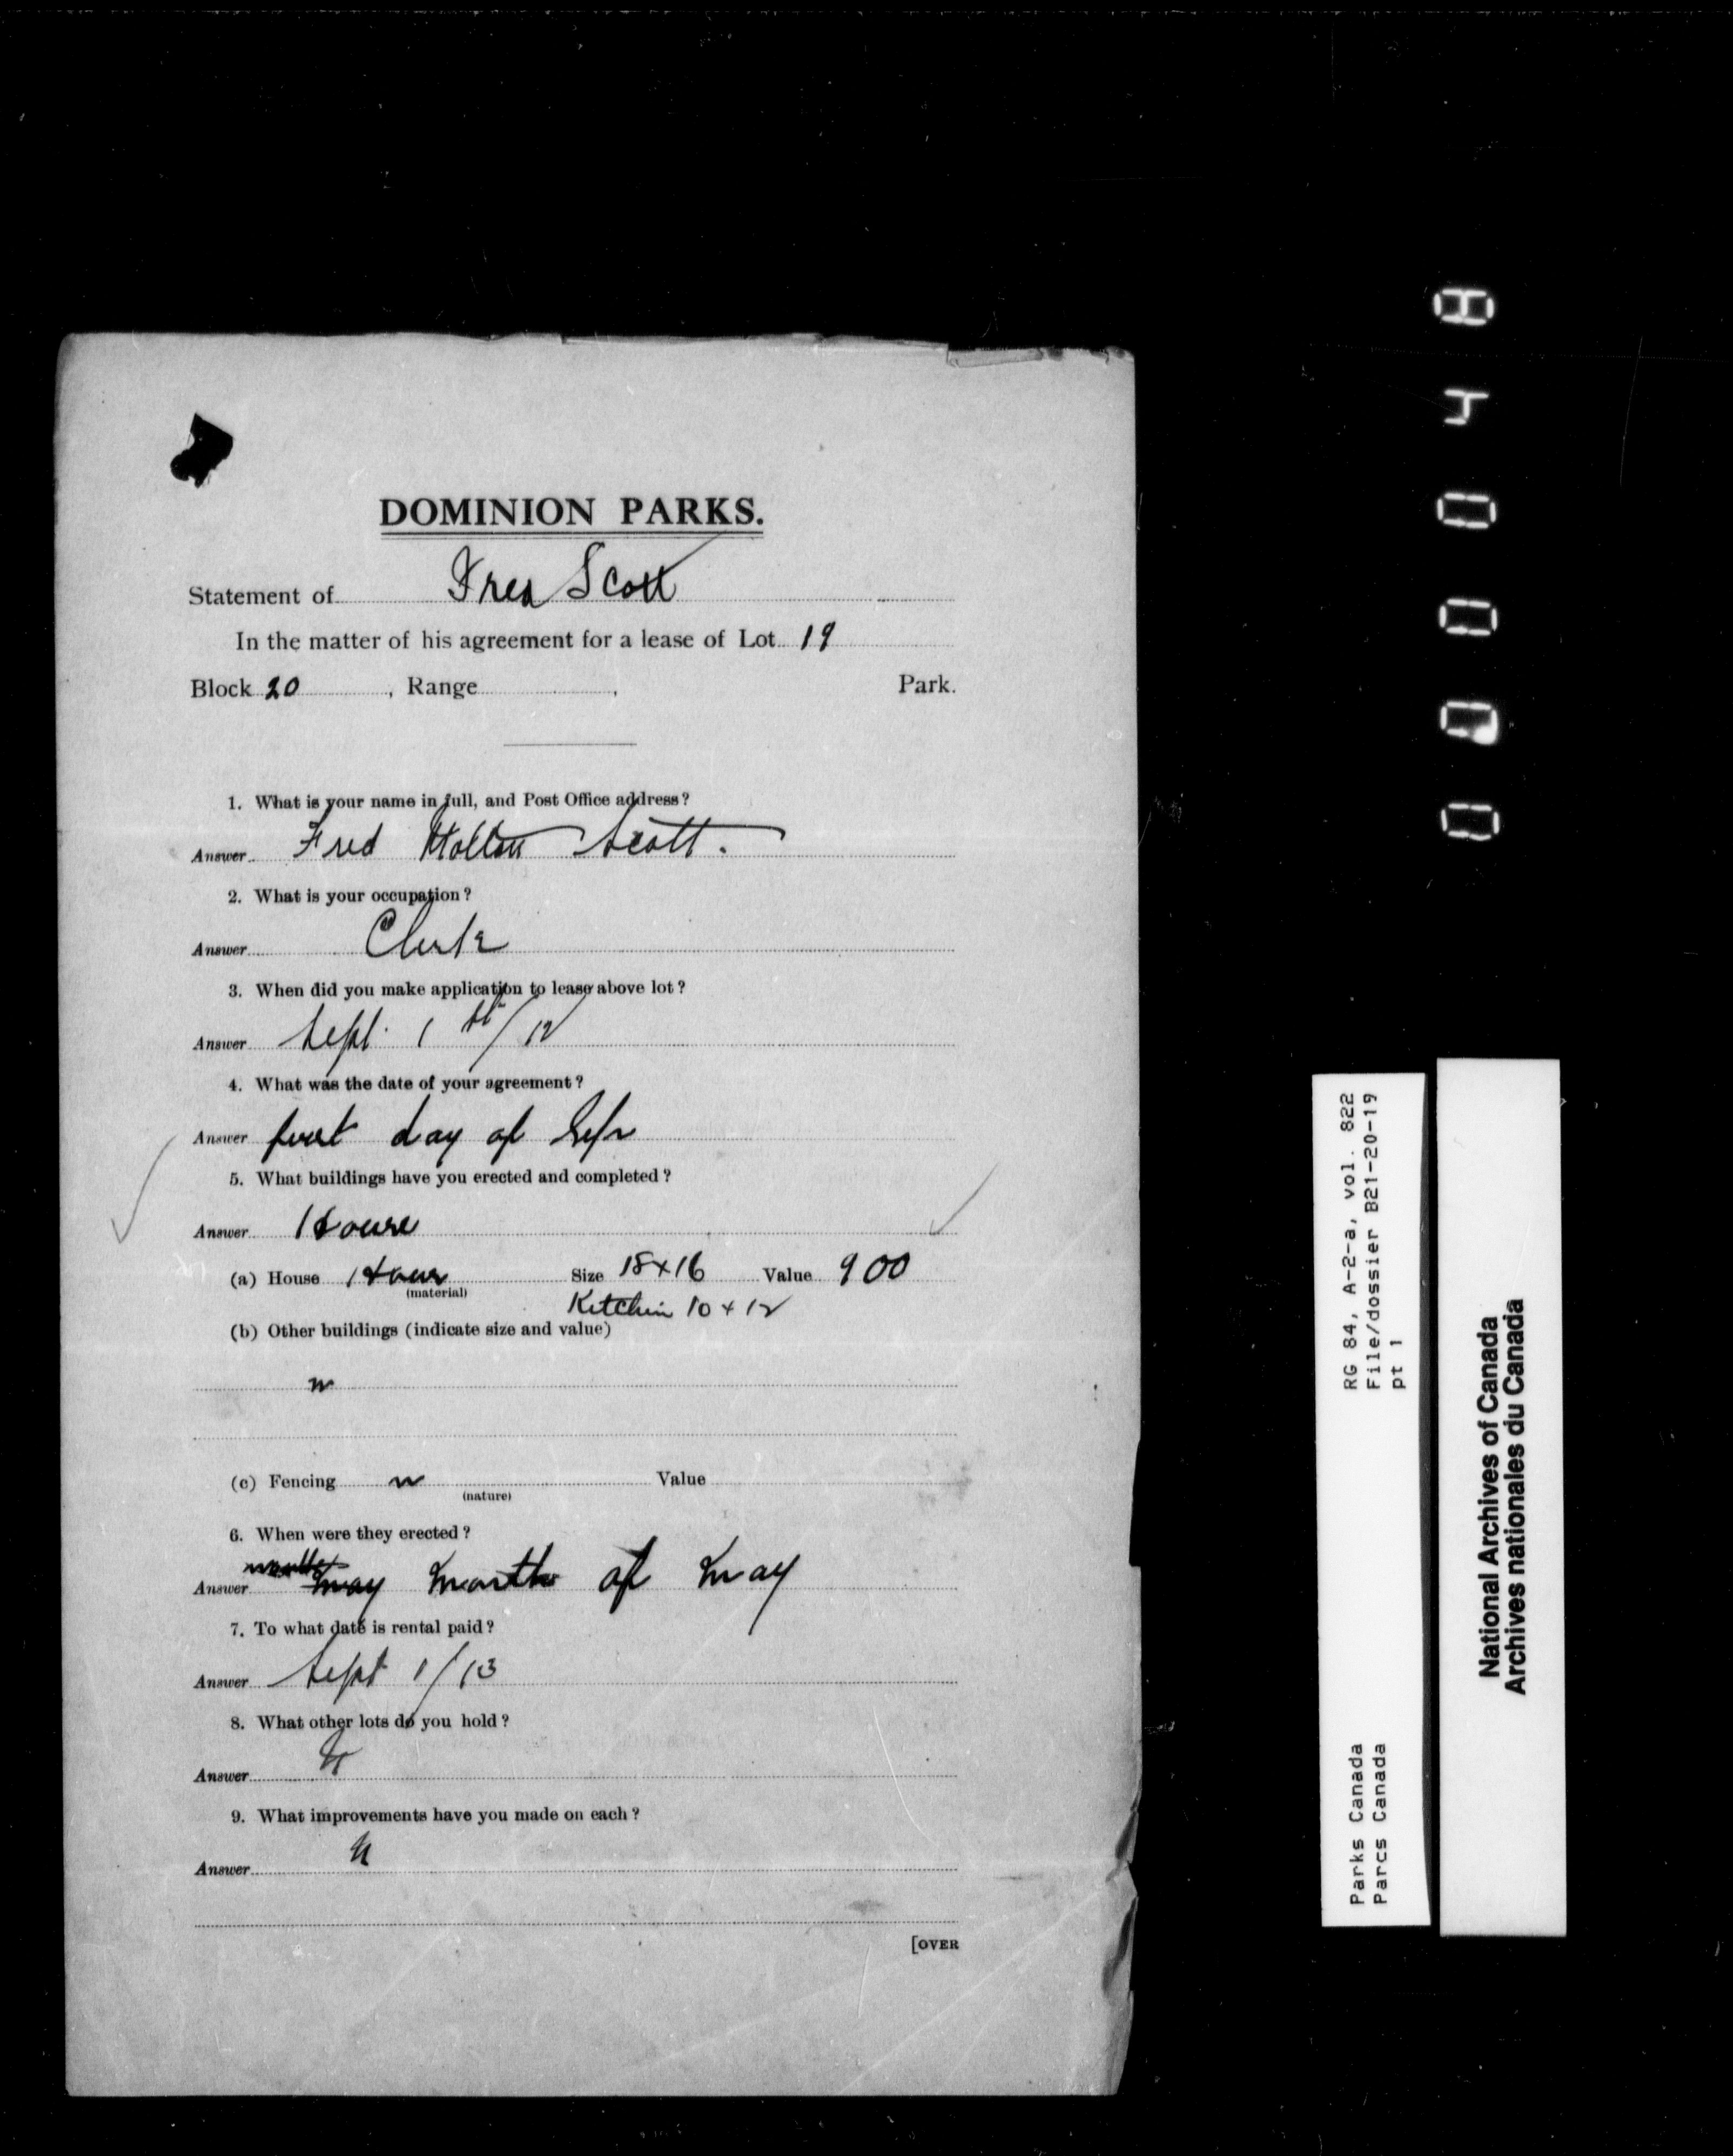 DOMINION PARKS.
Statement of Fred Scott
In the matter of his agreement for a lease of Lot 19
Block 20, Range , Park.
1. What is your name in full, and Post Office address?
Answer Fred Scott.
2. What is your occupation?
Answer Clerk
3. When did you make application to lease above lot?
Answer Sept. 1st/12
4. What was the date of your agreement?
Answer first day of Sep
5. What buildings have you erected and completed?
Answer House
(a) House House Size 18x16 Value 900
(material)
Kitchin 10 + 12
(b) Other buildings (indicate size and value)
n
(c) Fencing n Value
(nature)
6. When were they erected?
Answer may month of may
7. To what date is rental paid?
Answer Sept 1/13
8. What other lots do you hold?
Answer
9. What improvements have you made on each?
Answer n
[OVER
RG 84, A-2-a, vol. 822
File/dossier B21-20-19
pt 1
Parks Canada
Parcs Canada
National Archives of Canada
Archives nationales du Canada